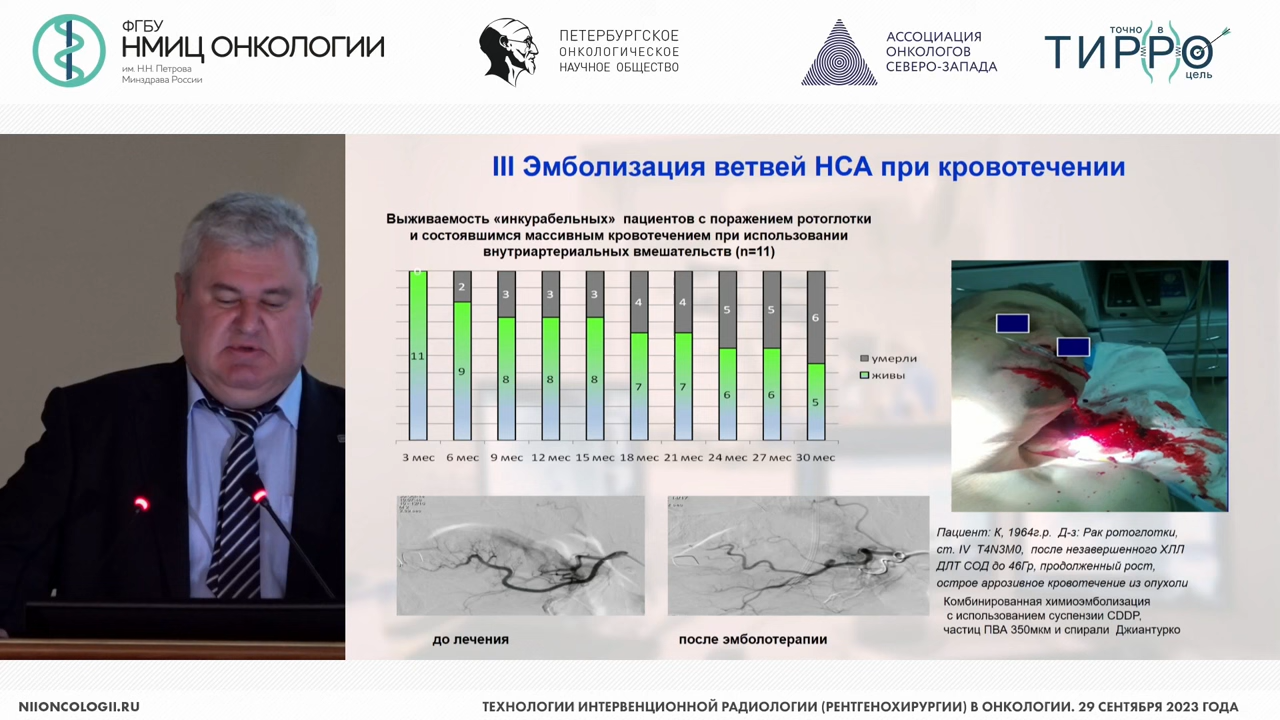 ФГБУ
НМИЦ ОНКОЛОГИИ
им. Н.Н. Петрова
Минздрава России
ПЕТЕРБУРГСКОЕ
ОНКОЛОГИЧЕСКОЕ
НАУЧНОЕ ОБЩЕСТВО
АССОЦИАЦИЯ
ОНКОЛОГОВ
СЕВЕРО-ЗАПАДА
ТОЧНО В
ТИРРО
цель
III Эмболизация ветвей НСА при кровотечении
Выживаемость «инкурабельных» пациентов с поражением ротоглотки
и состоявшимся массивным кровотечением при использовании
внутриартериальных вмешательств (n=11)
0 2 3 3 3 4 4 5 5 6
11 9 8 8 8 7 7 6 6 5
умерли
живы
3 мес 6 мес 9 мес 12 мес 15 мес 18 мес 21 мес 24 мес 27 мес 30 мес
до лечения
после эмболотерапии
Пациент: К, 1964г.р. Д-з: Рак ротоглотки,
ст. IV T4N3M0, после незавершенного ХЛЛ
ДЛТ СОД до 46Гр, продолженный рост,
острое аррозивное кровотечение из опухоли
Комбинированная химиоэмболизация
с использованием суспензии CDDP,
частиц ПВА 350мкм и спирали Джиантурко
NIIONCOLOGII.RU
ТЕХНОЛОГИИ ИНТЕРВЕНЦИОННОЙ РАДИОЛОГИИ (РЕНТГЕНОХИРУРГИИ) В ОНКОЛОГИИ. 29 СЕНТЯБРЯ 2023 ГОДА